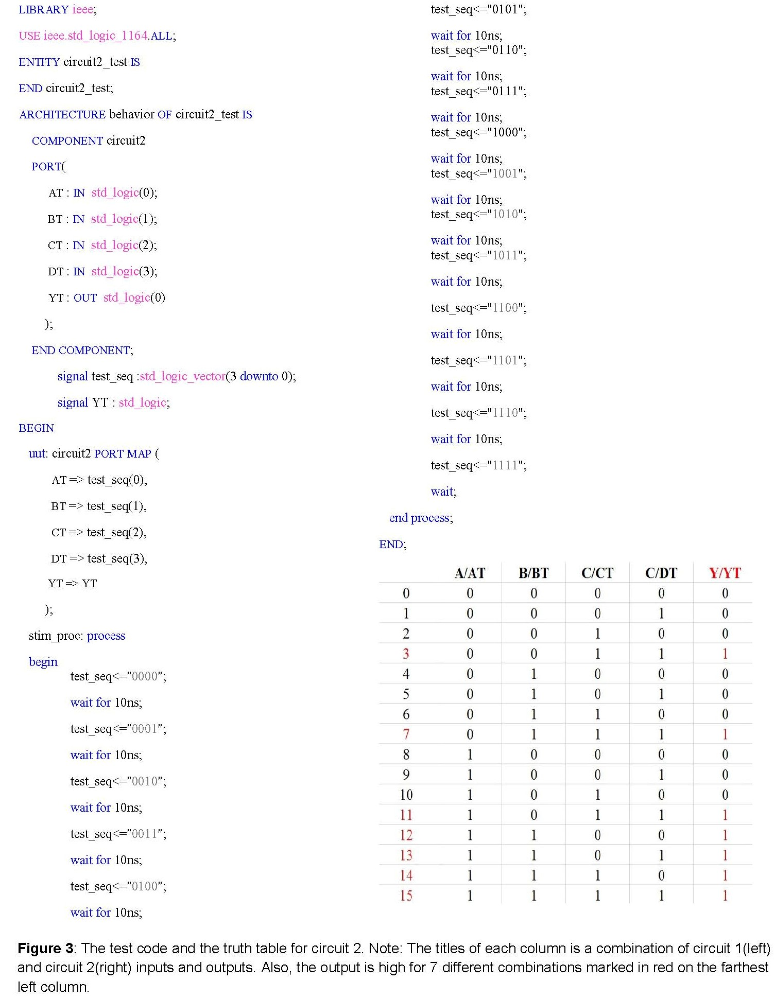 LIBRARY ieee;
USE ieee.std_logic_1164.ALL;
ENTITY circuit2_test IS
END circuit2_test;
ARCHITECTURE behavior OF circuit2_test IS
COMPONENT circuit2
PORT(
AT : IN std_logic(0);
BT : IN std_logic(1);
CT : IN std_logic(2);
DT : IN std_logic(3);
YT : OUT std_logic(0)
);
END COMPONENT;
signal test_seq :std_logic_vector(3 downto 0);
signal YT : std_logic;
BEGIN
uut: circuit2 PORT MAP (
AT => test_seq(0),
BT => test_seq(1),
CT => test_seq(2),
DT => test_seq(3),
YT => YT
);
stim_proc: process
begin
test_seq<="0000";
wait for 10ns;
test_seq<="0001";
wait for 10ns;
test_seq<="0010";
wait for 10ns;
test_seq<="0011";
wait for 10ns;
test_seq<="0100";
wait for 10ns;
test_seq<="0101";
wait for 10ns;
test_seq<="0110";
wait for 10ns;
test_seq<="0111";
wait for 10ns;
test_seq<="1000";
wait for 10ns;
test_seq<="1001";
wait for 10ns;
test_seq<="1010";
wait for 10ns;
test_seq<="1011";
wait for 10ns;
test_seq<="1100";
wait for 10ns;
test_seq<="1101";
wait for 10ns;
test_seq<="1110";
wait for 10ns;
test_seq<="1111";
wait;
end process;
END;
A/AT B/BT C/CT C/DT Y/YT
0 0 0 0 0 0
1 0 0 0 1 0
2 0 0 1 0 0
3 0 0 1 1 1
4 0 1 0 0 0
5 0 1 0 1 0
6 0 1 1 0 0
7 0 1 1 1 1
8 1 0 0 0 0
9 1 0 0 1 0
10 1 0 1 0 0
11 1 0 1 1 1
12 1 1 0 0 1
13 1 1 0 1 1
14 1 1 1 0 1
15 1 1 1 1 1
Figure 3: The test code and the truth table for circuit 2. Note: The titles of each column is a combination of circuit 1(left)
and circuit 2(right) inputs and outputs. Also, the output is high for 7 different combinations marked in red on the farthest
left column.